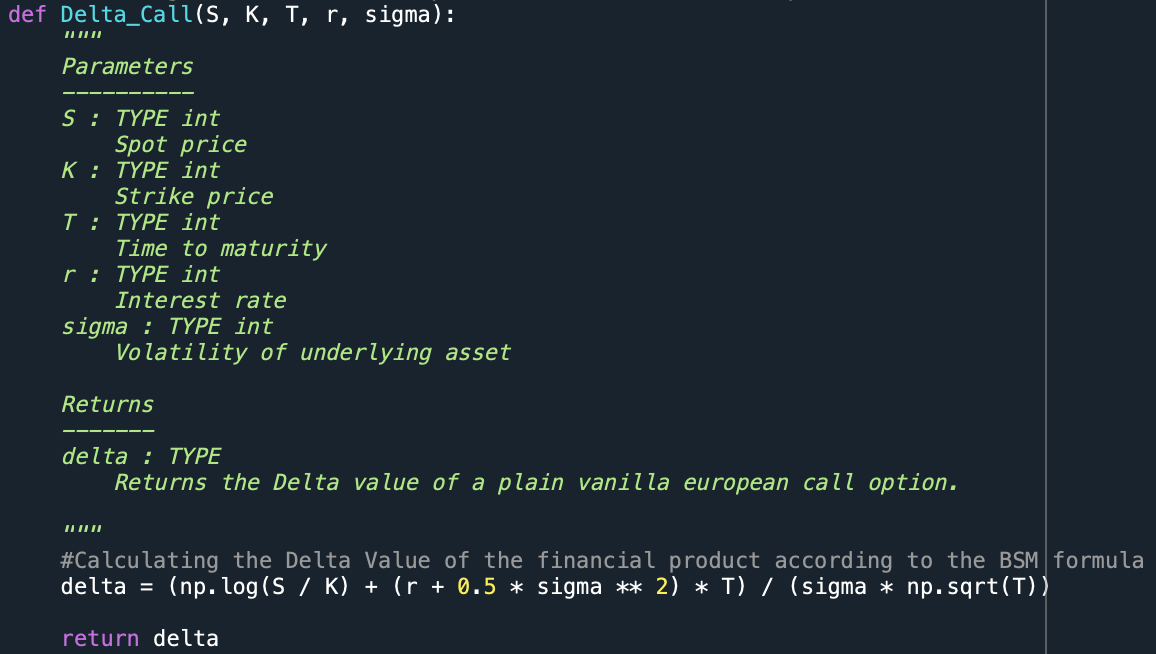 def Delta_Call(S, K, T, r, sigma):
"""
Parameters
----------
S : TYPE int
Spot price
K : TYPE int
Strike price
T : TYPE int
Time to maturity
r : TYPE int
Interest rate
sigma : TYPE int
Volatility of underlying asset
Returns
-------
delta : TYPE
Returns the Delta value of a plain vanilla european call option.
"""
#Calculating the Delta Value of the financial product according to the BSM formula
delta = (np.log(S / K) + (r + 0.5 * sigma ** 2) * T) / (sigma * np.sqrt(T))
return delta